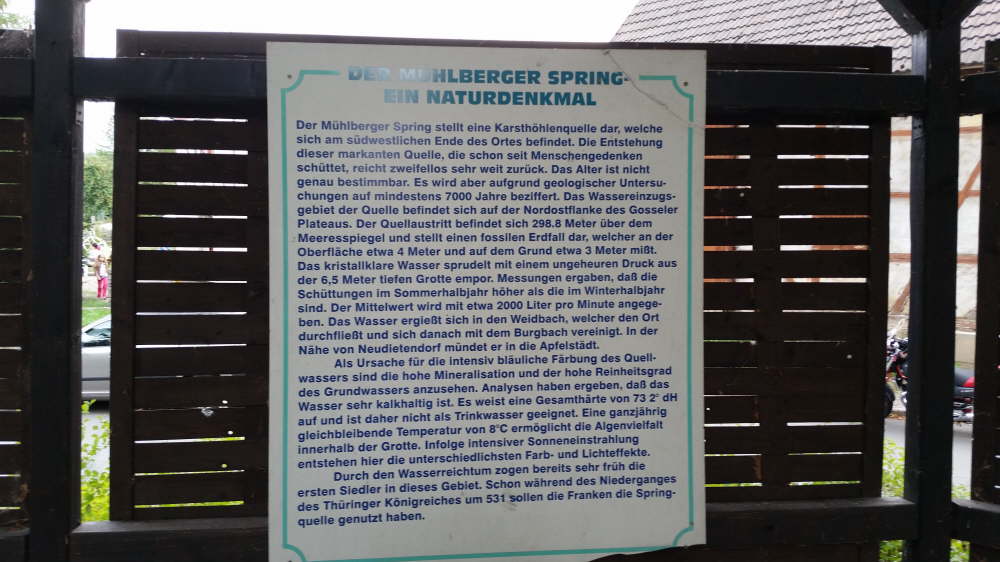 DER MÜHLBERGER SPRING-
EIN NATURDENKMAL
Der Mühlberger Spring stellt eine Karsthöhlenquelle dar, welche
sich am südwestlichen Ende des Ortes befindet. Die Entstehung
dieser markanten Quelle, die schon seit Menschengedenken
schüttet, reicht zweifellos sehr weit zurück. Das Alter ist nicht
genau bestimmbar. Es wird aber aufgrund geologischer Untersu-
chungen auf mindestens 7000 Jahre beziffert. Das Wassereinzugs-
gebiet der Quelle befindet sich auf der Nordostflanke des Gosseler
Plateaus. Der Quellaustritt befindet sich 298.8 Meter über dem
Meeresspiegel und stellt einen fossilen Erdfall dar, welcher an der
Oberfläche etwa 4 Meter und auf dem Grund etwa 3 Meter mißt.
Das kristallklare Wasser sprudelt mit einem ungeheuren Druck aus
der 6,5 Meter tiefen Grotte empor. Messungen ergaben, daß die
Schüttungen im Sommerhalbjahr höher als die im Winterhalbjahr
sind. Der Mittelwert wird mit etwa 2000 Liter pro Minute angege-
ben. Das Wasser ergießt sich in den Weidbach, welcher den Ort
durchfließt und sich danach mit dem Burgbach vereinigt. In der
Nähe von Neudietendorf mündet er in die Apfelstädt.
Als Ursache für die intensiv bläuliche Färbung des Quell-
wassers sind die hohe Mineralisation und der hohe Reinheitsgrad
des Grundwassers anzusehen. Analysen haben ergeben, daß das
Wasser sehr kalkhaltig ist. Es weist eine Gesamthärte von 73 2° dH
auf und ist daher nicht als Trinkwasser geeignet. Eine ganzjährig
gleichbleibende Temperatur von 8°C ermöglicht die Algenvielfalt
innerhalb der Grotte. Infolge intensiver Sonneneinstrahlung
entstehen hier die unterschiedlichsten Farb- und Lichteffekte.
Durch den Wasserreichtum zogen bereits sehr früh die
ersten Siedler in dieses Gebiet. Schon während des Niederganges
des Thüringer Königreiches um 531 sollen die Franken die Spring-
quelle genutzt haben.